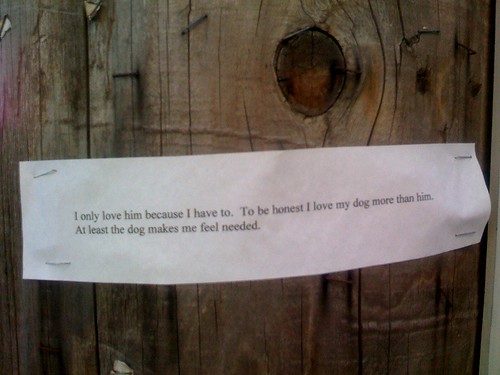 I only love him because I have to.  To be honest I love my dog more than him.
At least the dog makes me feel needed.